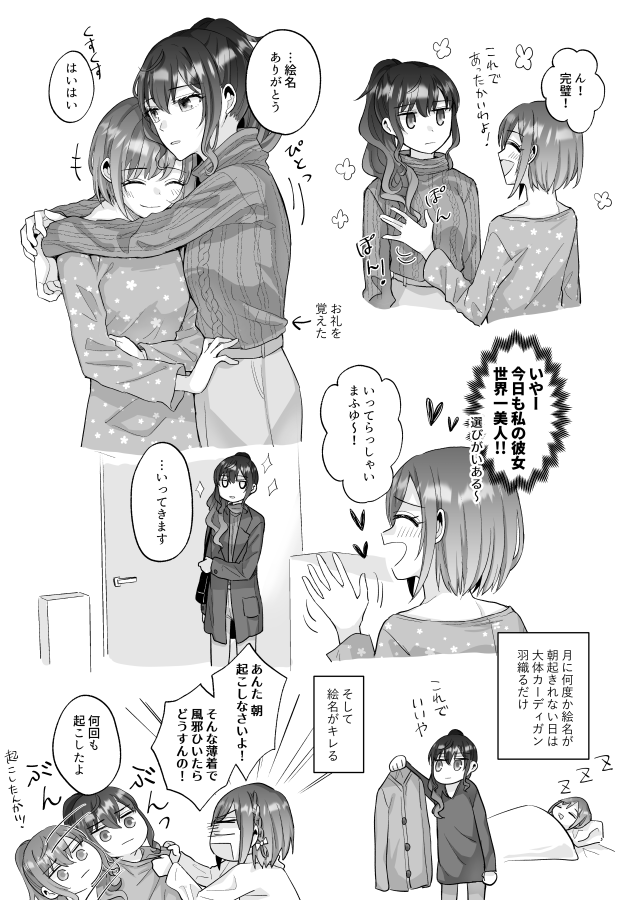 ん！
完璧！
これで
あったかいわよ！
ぽん
ぽん！
…絵名
ありがとう
くすくす
はいはい
ぴとっ
お礼を
覚えた
いやー
今日も私の彼女
世界一美人!!
選びがいある〜
いってらっしゃい
まふゆ〜！
…いってきます
月に何度か絵名が
朝起きれない日は
大体カーディガン
羽織るだけ
これで
いいや
ZZZ
そして
絵名がキレる
あんた 朝
起こしなさいよ！
そんな薄着で
風邪ひいたら
どうすんの！
何回も
起こしたよ
ぶんっ
ぶん
起こしたんかッ!